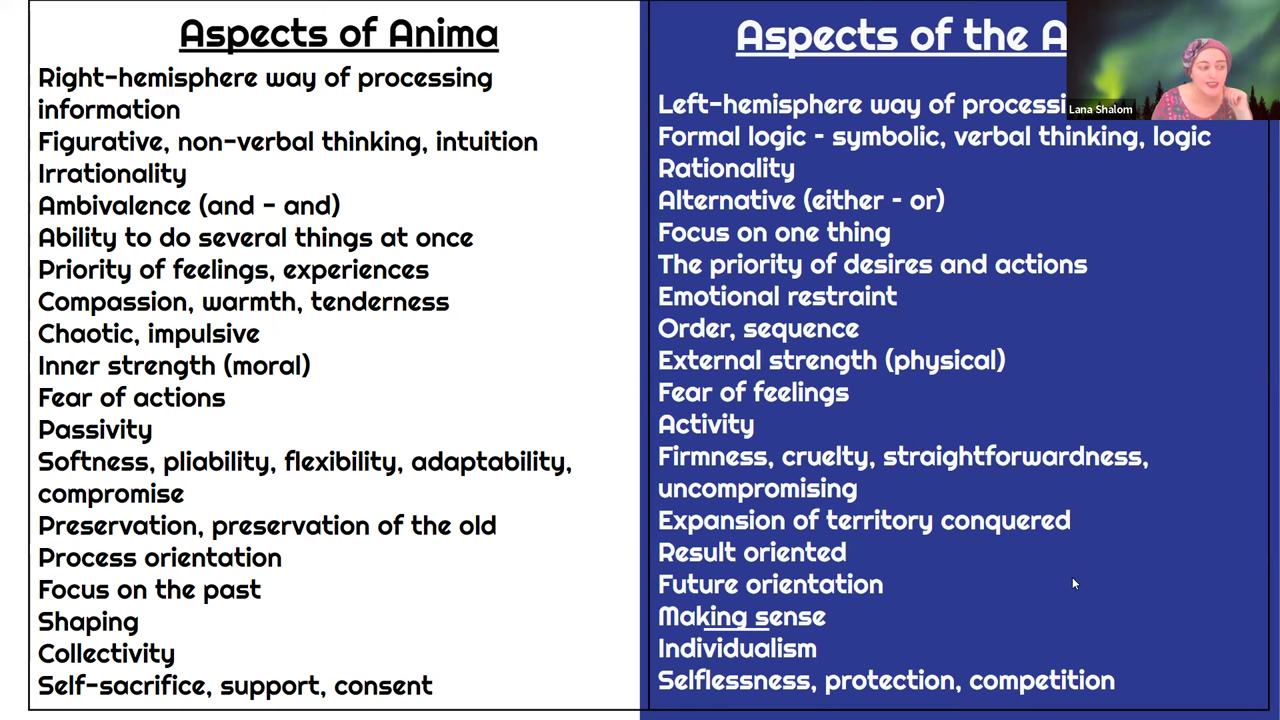 Aspects of Anima
Right-hemisphere way of processing
information
Figurative, non-verbal thinking, intuition
Irrationality
Ambivalence (and - and)
Ability to do several things at once
Priority of feelings, experiences
Compassion, warmth, tenderness
Chaotic, impulsive
Inner strength (moral)
Fear of actions
Passivity
Softness, pliability, flexibility, adaptability,
compromise
Preservation, preservation of the old
Process orientation
Focus on the past
Shaping
Collectivity
Self-sacrifice, support, consent
Aspects of the
Left-hemisphere way of
Formal logic - symbolic, verbal thinking, logic
Rationality
Alternative (either - or)
Focus on one thing
The priority of desires and actions
Emotional restraint
Order, sequence
External strength (physical)
Fear of feelings
Activity
Firmness, cruelty, straightforwardness,
uncompromising
Expansion of territory conquered
Result oriented
Future orientation
Making sense
Individualism
Selflessness, protection, competition
Lana Shalom